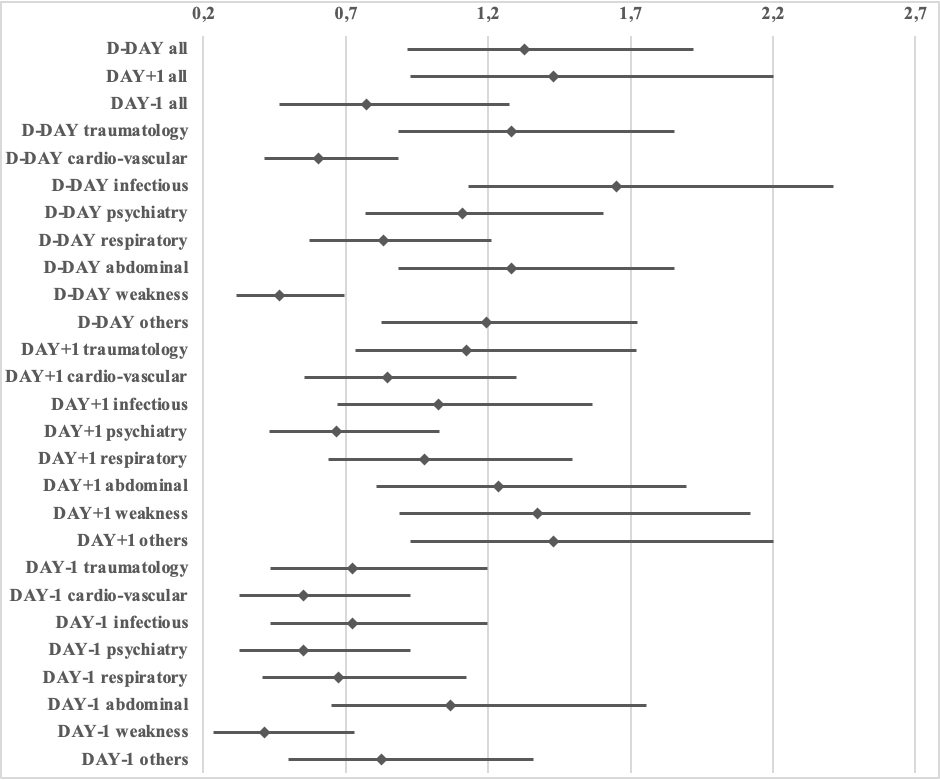 0,2 0,7 1,2 1,7 2,2 2,7
D-DAY all
DAY+1 all
DAY-1 all
D-DAY traumatology
D-DAY cardio-vascular
D-DAY infectious
D-DAY psychiatry
D-DAY respiratory
D-DAY abdominal
D-DAY weakness
D-DAY others
DAY+1 traumatology
DAY+1 cardio-vascular
DAY+1 infectious
DAY+1 psychiatry
DAY+1 respiratory
DAY+1 abdominal
DAY+1 weakness
DAY+1 others
DAY-1 traumatology
DAY-1 cardio-vascular
DAY-1 infectious
DAY-1 psychiatry
DAY-1 respiratory
DAY-1 abdominal
DAY-1 weakness
DAY-1 others